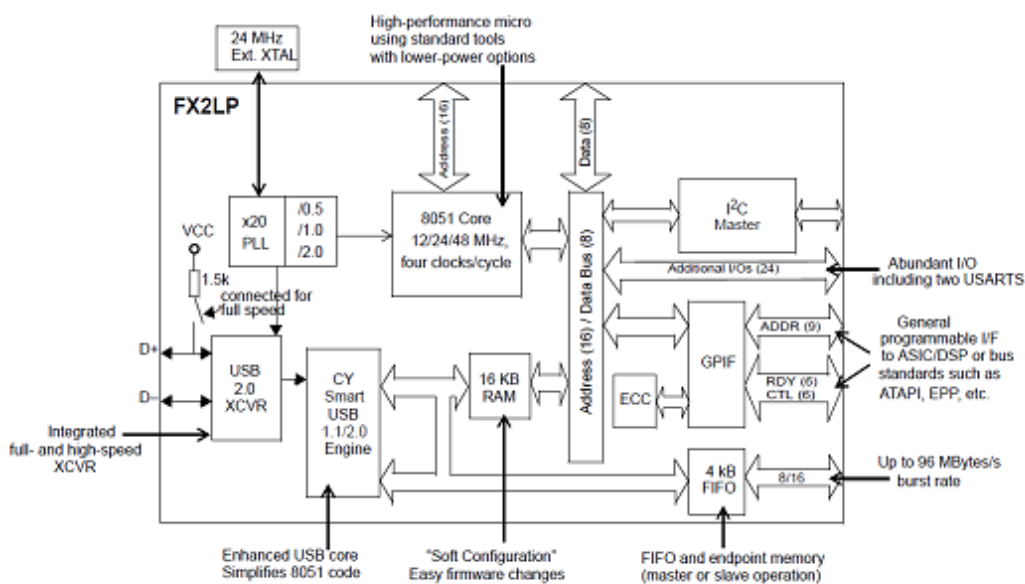 High-performance micro
using standard tools
with lower-power options
24 MHz
Ext. XTAL
FX2LP
Address (16)
Data (8)
x20
PLL
/0.5
/1.0
/2.0
8051 Core
12/24/48 MHz,
four clocks/cycle
I²C
Master
VCC
1.5k
connected for
full speed
Address (16) / Data Bus (8)
Additional I/Os (24)
Abundant I/O
including two USARTS
D+
D–
USB
2.0
XCVR
CY
Smart
USB
1.1/2.0
Engine
16 KB
RAM
ECC
GPIF
ADDR (9)
RDY (6)
CTL (6)
General
programmable I/F
to ASIC/DSP or bus
standards such as
ATAPI, EPP, etc.
Integrated
full- and high-speed
XCVR
4 kB
FIFO
8/16
Up to 96 MBytes/s
burst rate
Enhanced USB core
Simplifies 8051 code
"Soft Configuration"
Easy firmware changes
FIFO and endpoint memory
(master or slave operation)